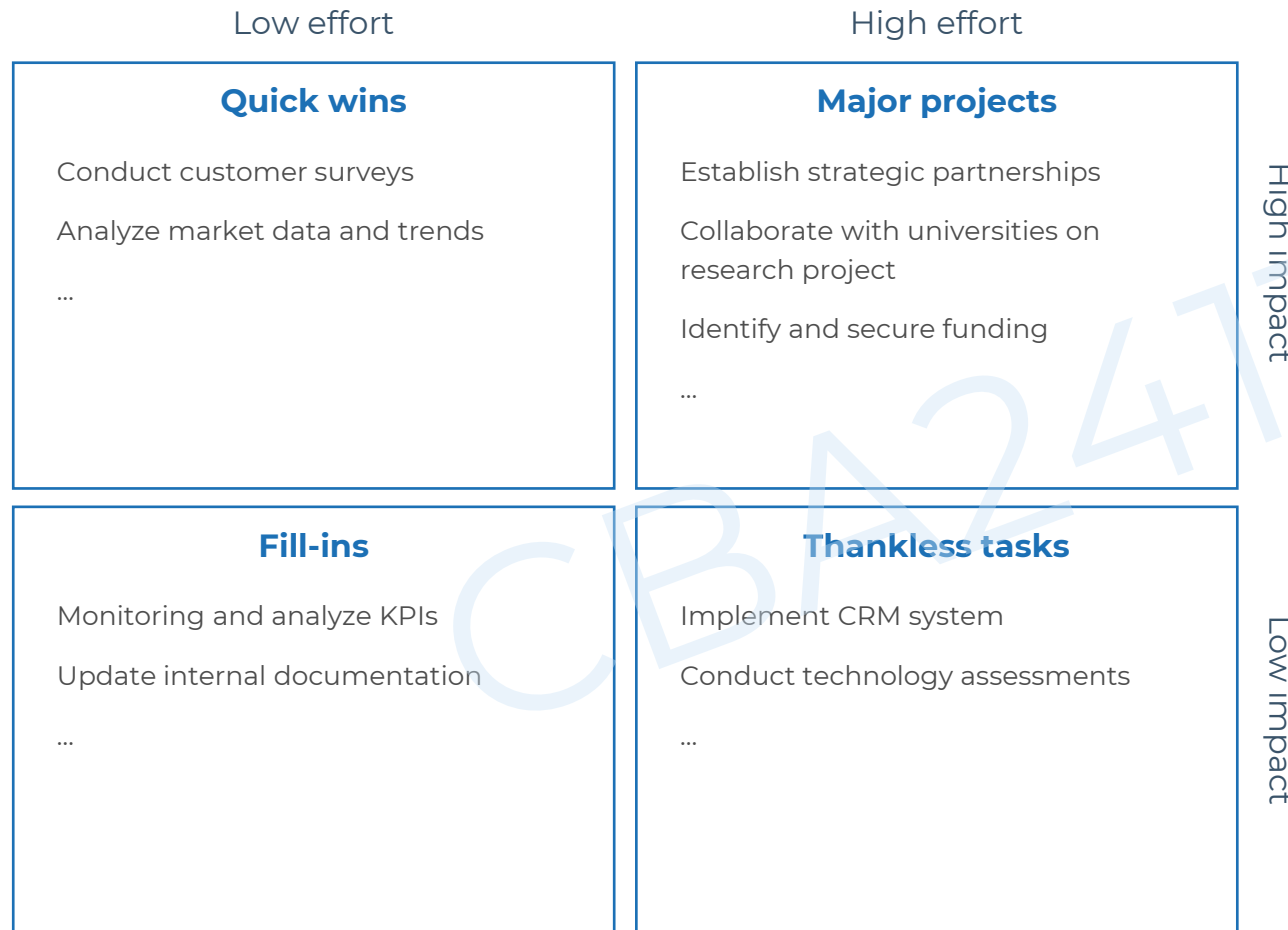 Low effort
High effort
Quick wins
Conduct customer surveys
Analyze market data and trends
...
Major projects
Establish strategic partnerships
Collaborate with universities on
research project
Identify and secure funding
...
High impact
Fill-ins
Monitoring and analyze KPIs
Update internal documentation
...
Thankless tasks
Implement CRM system
Conduct technology assessments
...
Low impact